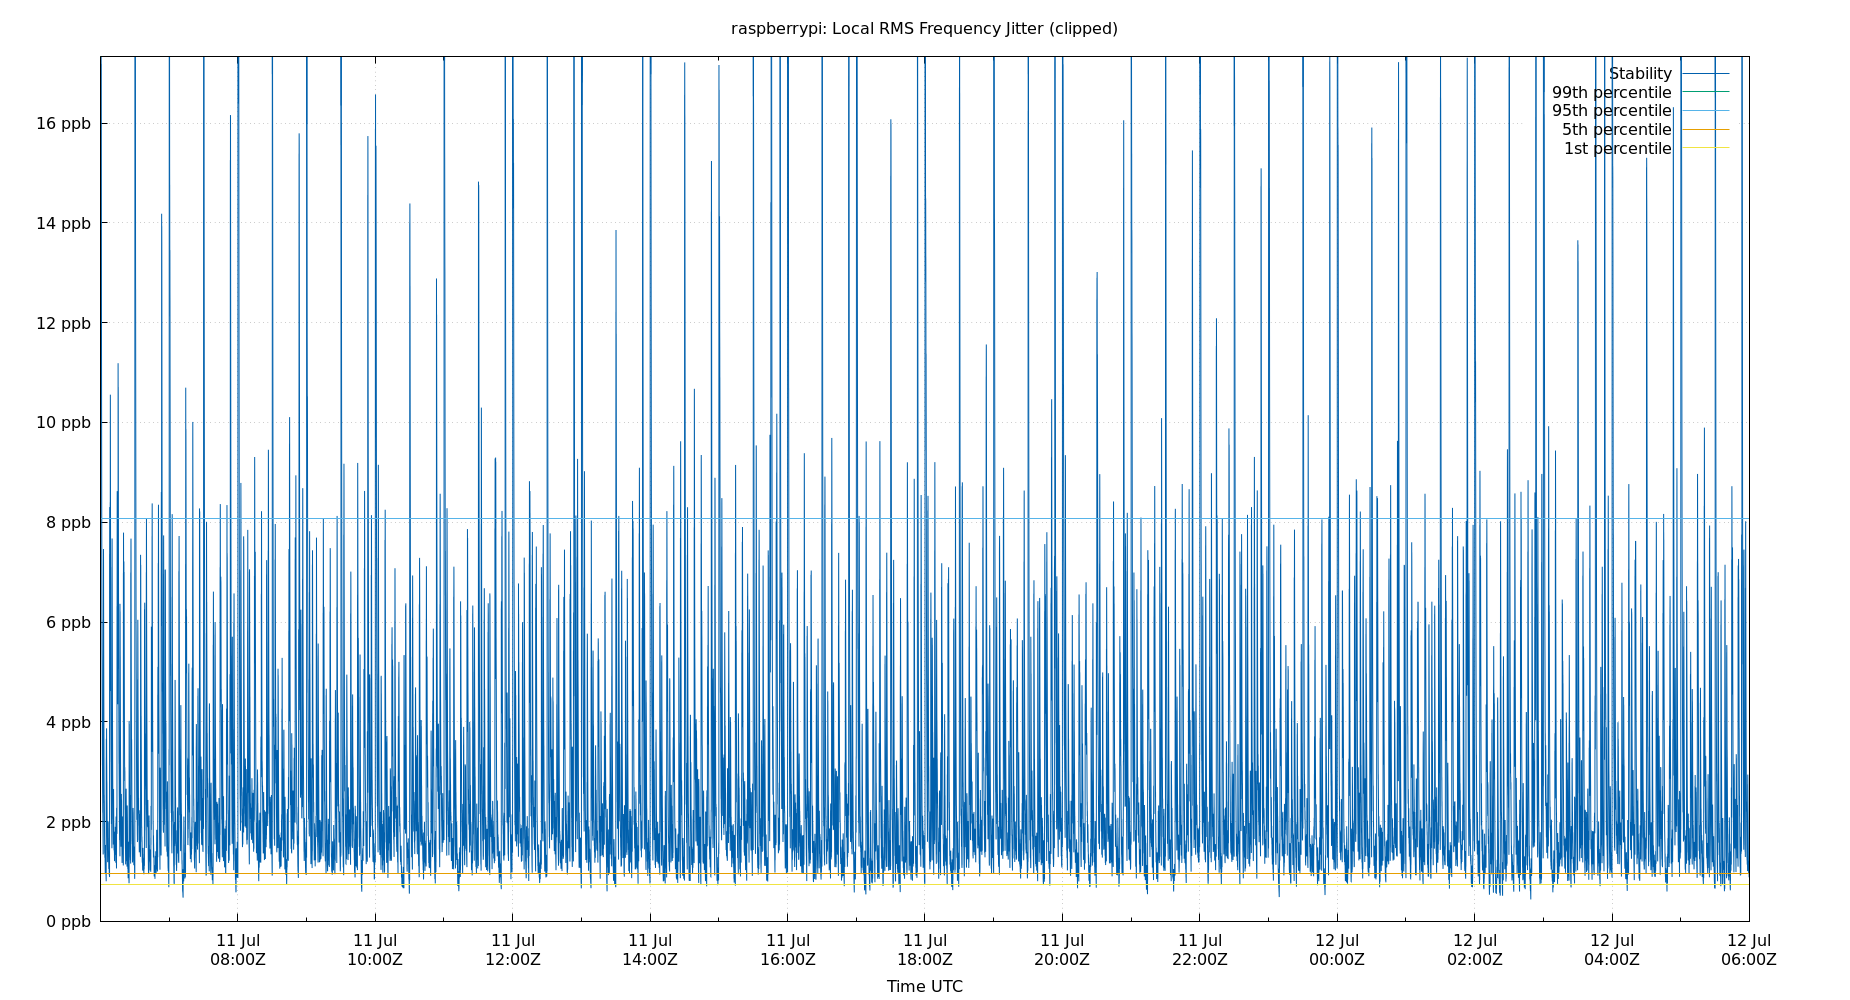 raspberrypi: Local RMS Frequency Jitter (clipped)
Stability
99th percentile
95th percentile
5th percentile
1st percentile
16 ppb
14 ppb
12 ppb
10 ppb
8 ppb
6 ppb
4 ppb
2 ppb
0 ppb
11 Jul 11 Jul 11 Jul 11 Jul 11 Jul 11 Jul 11 Jul 11 Jul 12 Jul 12 Jul 12 Jul 12 Jul
08:00Z 10:00Z 12:00Z 14:00Z 16:00Z 18:00Z 20:00Z 22:00Z 00:00Z 02:00Z 04:00Z 06:00Z
Time UTC